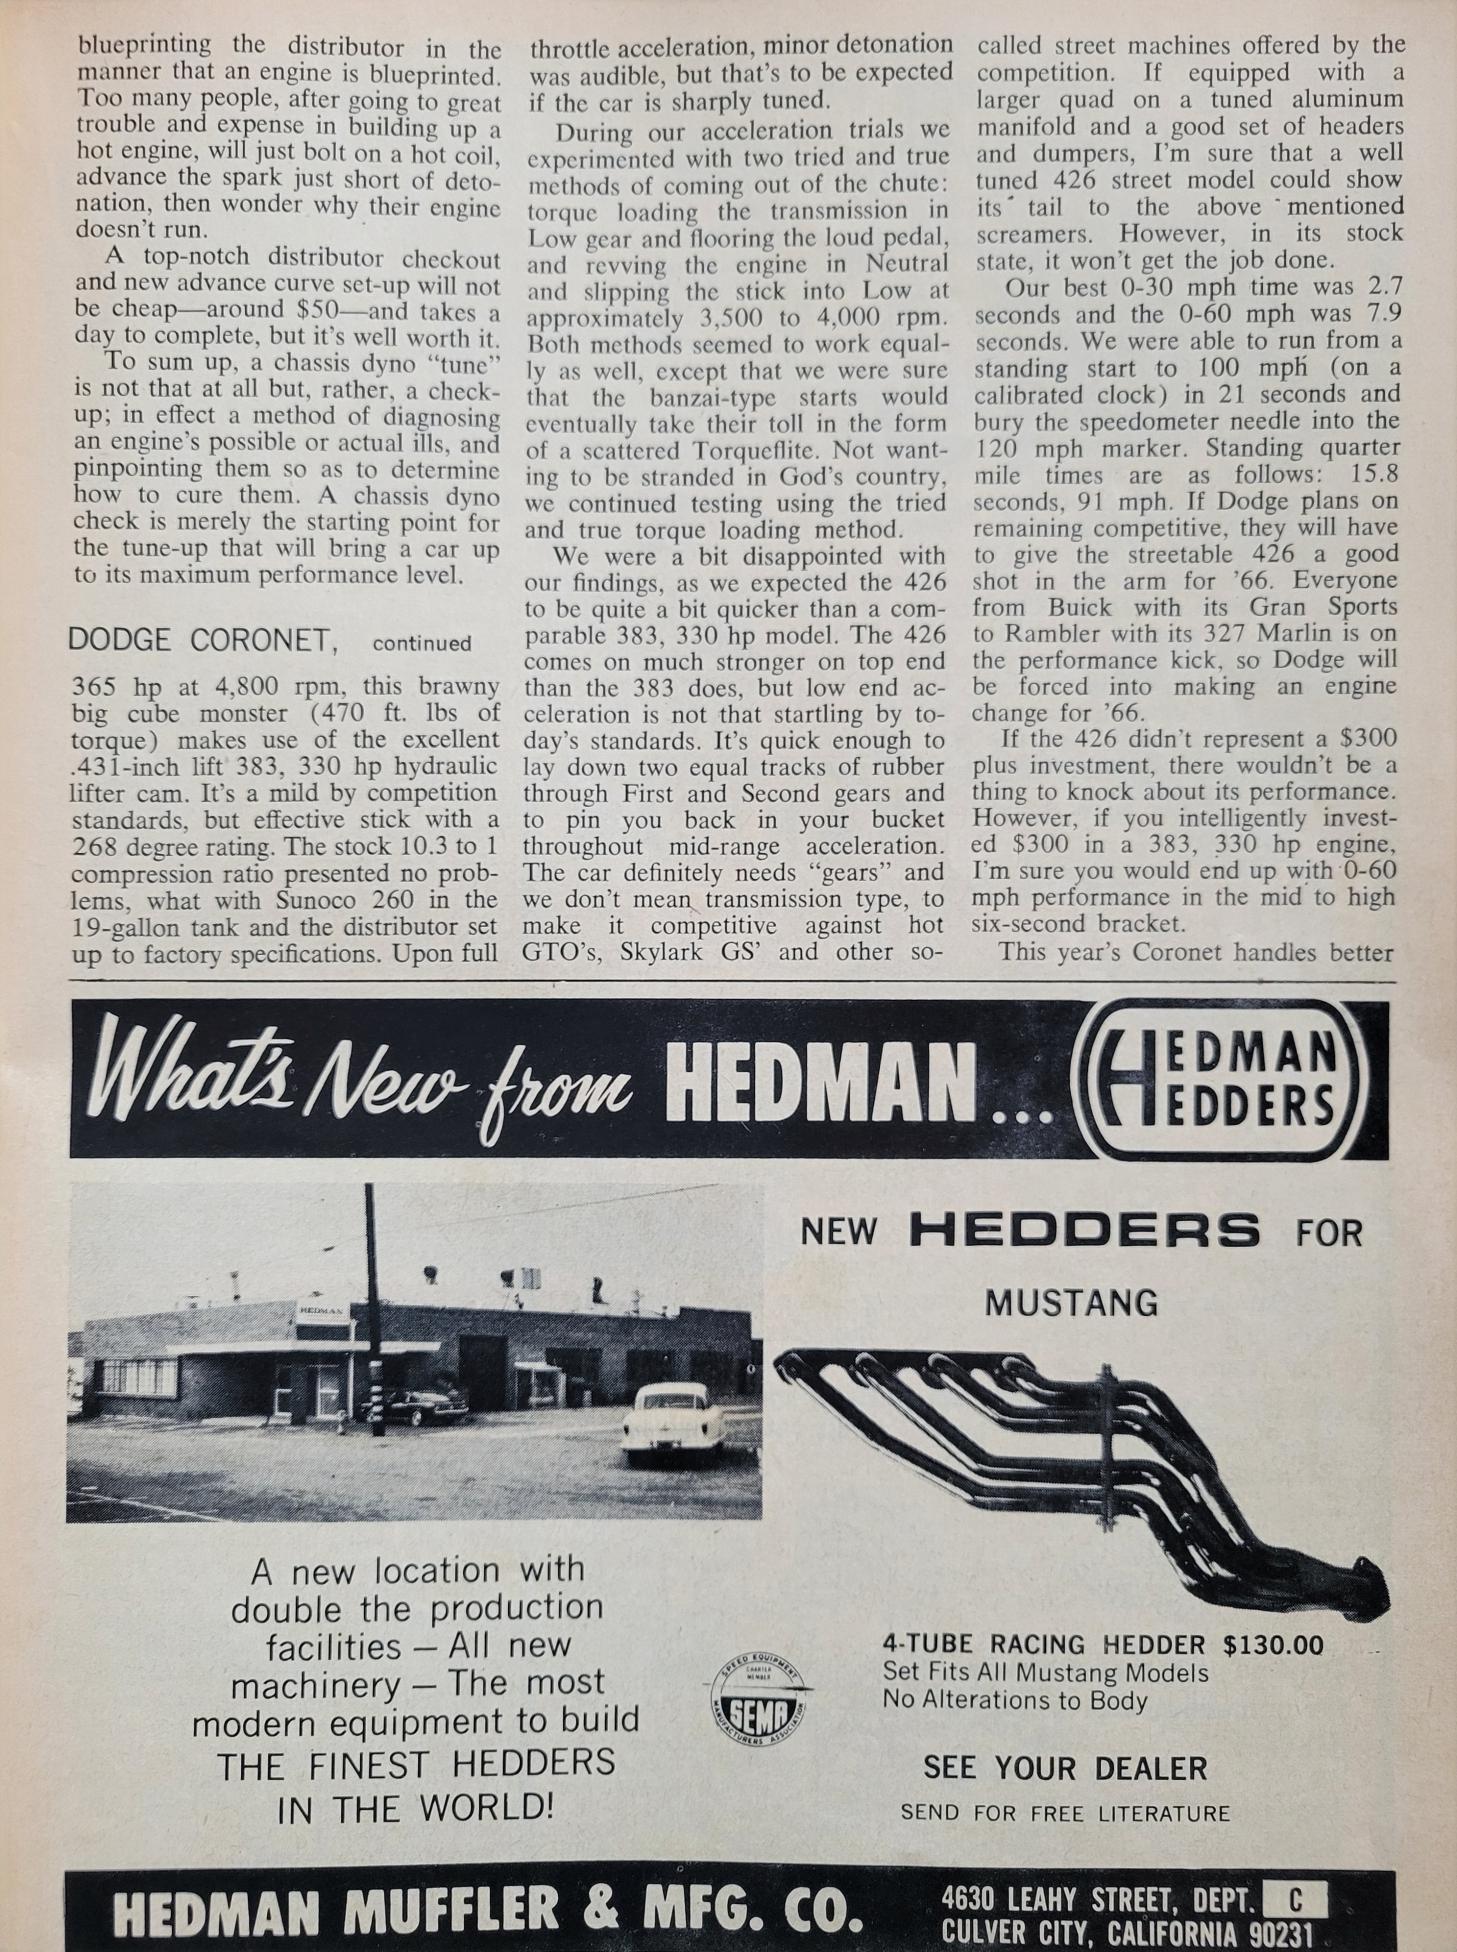 blueprinting the distributor in the
manner that an engine is blueprinted.
Too many people, after going to great
trouble and expense in building up a
hot engine, will just bolt on a hot coil,
advance the spark just short of deto-
nation, then wonder why their engine
doesn't run.
A top-notch distributor checkout
and new advance curve set-up will not
be cheap—around $50—and takes a
day to complete, but it's well worth it.
To sum up, a chassis dyno “tune”
is not that at all but, rather, a check-
up; in effect a method of diagnosing
an engine's possible or actual ills, and
pinpointing them so as to determine
how to cure them. A chassis dyno
check is merely the starting point for
the tune-up that will bring a car up
to its maximum performance level.
DODGE CORONET, continued
365 hp at 4,800 rpm, this brawny
big cube monster (470 ft. lbs of
torque) makes use of the excellent
.431-inch lift 383, 330 hp hydraulic
lifter cam. It's a mild by competition
standards, but effective stick with a
268 degree rating. The stock 10.3 to 1
compression ratio presented no prob-
lems, what with Sunoco 260 in the
19-gallon tank and the distributor set
up to factory specifications. Upon full
throttle acceleration, minor detonation
was audible, but that's to be expected
if the car is sharply tuned.
During our acceleration trials we
experimented with two tried and true
methods of coming out of the chute:
torque loading the transmission in
Low gear and flooring the loud pedal,
and revving the engine in Neutral
and slipping the stick into Low at
approximately 3,500 to 4,000 rpm.
Both methods seemed to work equal-
ly as well, except that we were sure
that the banzai-type starts would
eventually take their toll in the form
of a scattered Torqueflite. Not want-
ing to be stranded in God's country,
we continued testing using the tried
and true torque loading method.
We were a bit disappointed with
our findings, as we expected the 426
to be quite a bit quicker than a com-
parable 383, 330 hp model. The 426
comes on much stronger on top end
than the 383 does, but low end ac-
celeration is not that startling by to-
day's standards. It's quick enough to
lay down two equal tracks of rubber
through First and Second gears and
to pin you back in your bucket
throughout mid-range acceleration.
The car definitely needs “gears” and
we don't mean transmission type, to
make it competitive against hot
GTO's, Skylark GS' and other so-
called street machines offered by the
competition. If equipped with a
larger quad on a tuned aluminum
manifold and a good set of headers
and dumpers, I'm sure that a well
tuned 426 street model could show
its tail to the above mentioned
screamers. However, in its stock
state, it won't get the job done.
Our best 0-30 mph time was 2.7
seconds and the 0-60 mph was 7.9
seconds. We were able to run from a
standing start to 100 mph (on a
calibrated clock) in 21 seconds and
bury the speedometer needle into the
120 mph marker. Standing quarter
mile times are as follows: 15.8
seconds, 91 mph. If Dodge plans on
remaining competitive, they will have
to give the streetable 426 a good
shot in the arm for '66. Everyone
from Buick with its Gran Sports
to Rambler with its 327 Marlin is on
the performance kick, so Dodge will
be forced into making an engine
change for '66.
If the 426 didn't represent a $300
plus investment, there wouldn't be a
thing to knock about its performance.
However, if you intelligently invest-
ed $300 in a 383, 330 hp engine,
I'm sure you would end up with 0-60
mph performance in the mid to high
six-second bracket.
This year's Coronet handles better
What's New from HEDMAN...
HEDMAN
HEDDERS
HEDMAN
NEW HEDDERS FOR
MUSTANG
A new location with
double the production
facilities — All new
machinery — The most
modern equipment to build
THE FINEST HEDDERS
IN THE WORLD!
SPEED EQUIPMENT
CHARTER
MEMBER
SEMA
MANUFACTURERS ASSOCIATION
4-TUBE RACING HEDDER $130.00
Set Fits All Mustang Models
No Alterations to Body
SEE YOUR DEALER
SEND FOR FREE LITERATURE
HEDMAN MUFFLER & MFG. CO.
4630 LEAHY STREET, DEPT. C
CULVER CITY, CALIFORNIA 90231